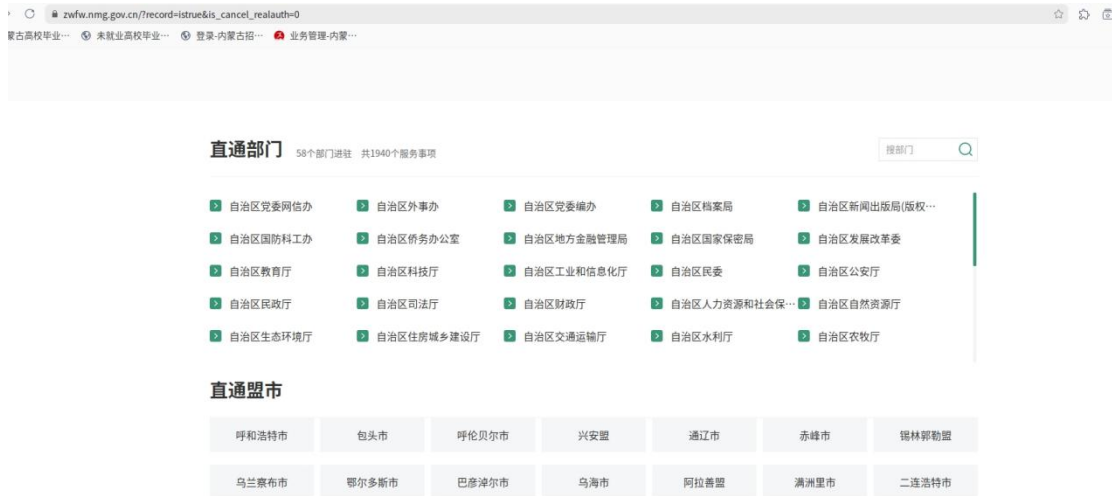 zwfw.nmg.gov.cn/?record=istrue&is_cancel_realauth=0
蒙古高校毕业… 未就业高校毕业… 登录-内蒙古招… 业务管理-内蒙…
直通部门 58个部门进驻 共1940个服务事项 搜部门
自治区党委网信办 自治区外事办 自治区党委编办 自治区档案局 自治区新闻出版局(版权…
自治区国防科工办 自治区侨务办公室 自治区地方金融管理局 自治区国家保密局 自治区发展改革委
自治区教育厅 自治区科技厅 自治区工业和信息化厅 自治区民委 自治区公安厅
自治区民政厅 自治区司法厅 自治区财政厅 自治区人力资源和社会保… 自治区自然资源厅
自治区生态环境厅 自治区住房城乡建设厅 自治区交通运输厅 自治区水利厅 自治区农牧厅
直通盟市
呼和浩特市 包头市 呼伦贝尔市 兴安盟 通辽市 赤峰市 锡林郭勒盟
乌兰察布市 鄂尔多斯市 巴彦淖尔市 乌海市 阿拉善盟 满洲里市 二连浩特市